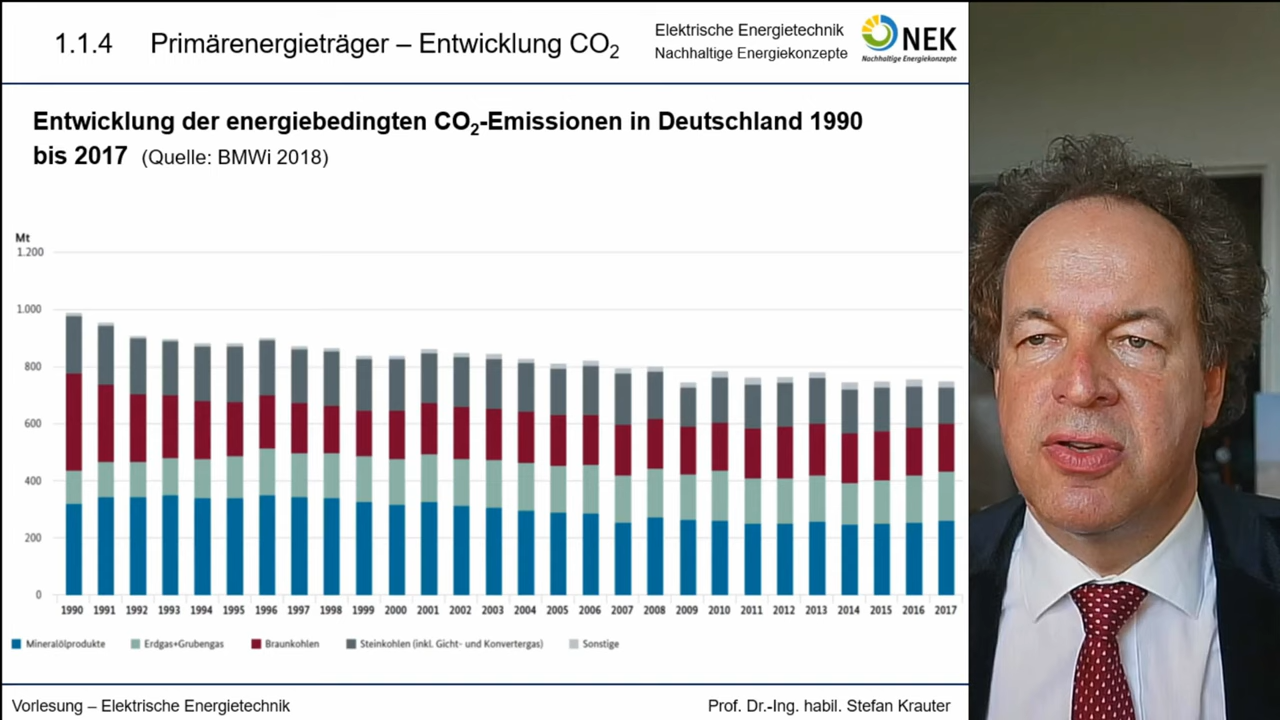 1.1.4 Primärenergieträger – Entwicklung CO₂
Elektrische Energietechnik
Nachhaltige Energiekonzepte
NEK
Nachhaltige Energiekonzepte
Entwicklung der energiebedingten CO₂-Emissionen in Deutschland 1990
bis 2017 (Quelle: BMWi 2018)
Mt
1.200
1.000
800
600
400
200
0
1990 1991 1992 1993 1994 1995 1996 1997 1998 1999 2000 2001 2002 2003 2004 2005 2006 2007 2008 2009 2010 2011 2012 2013 2014 2015 2016 2017
Mineralölprodukte Erdgas+Grubengas Braunkohlen Steinkohlen (inkl. Gicht- und Konvertergas) Sonstige
Vorlesung – Elektrische Energietechnik
Prof. Dr.-Ing. habil. Stefan Krauter